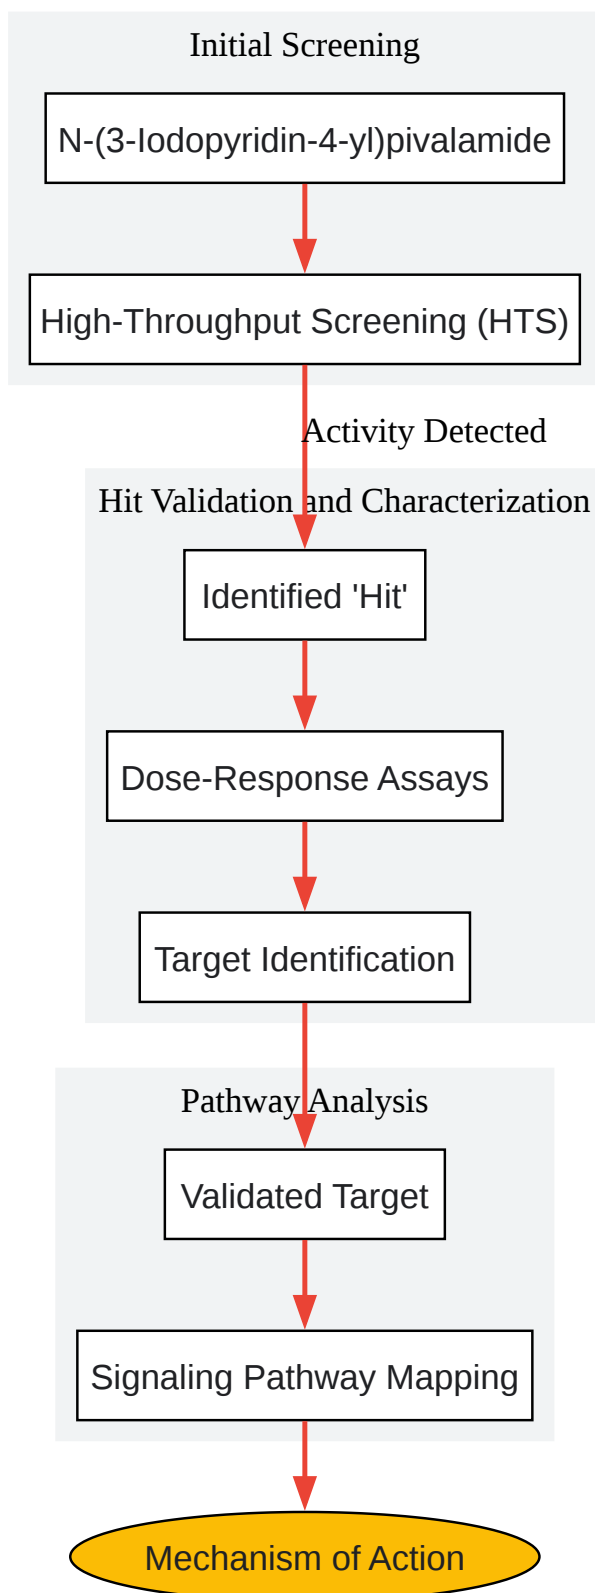 Initial Screening
N-(3-Iodopyridin-4-yl)pivalamide
High-Throughput Screening (HTS)
Activity Detected
Hit Validation and Characterization
Identified 'Hit'
Dose-Response Assays
Target Identification
Pathway Analysis
Validated Target
Signaling Pathway Mapping
Mechanism of Action